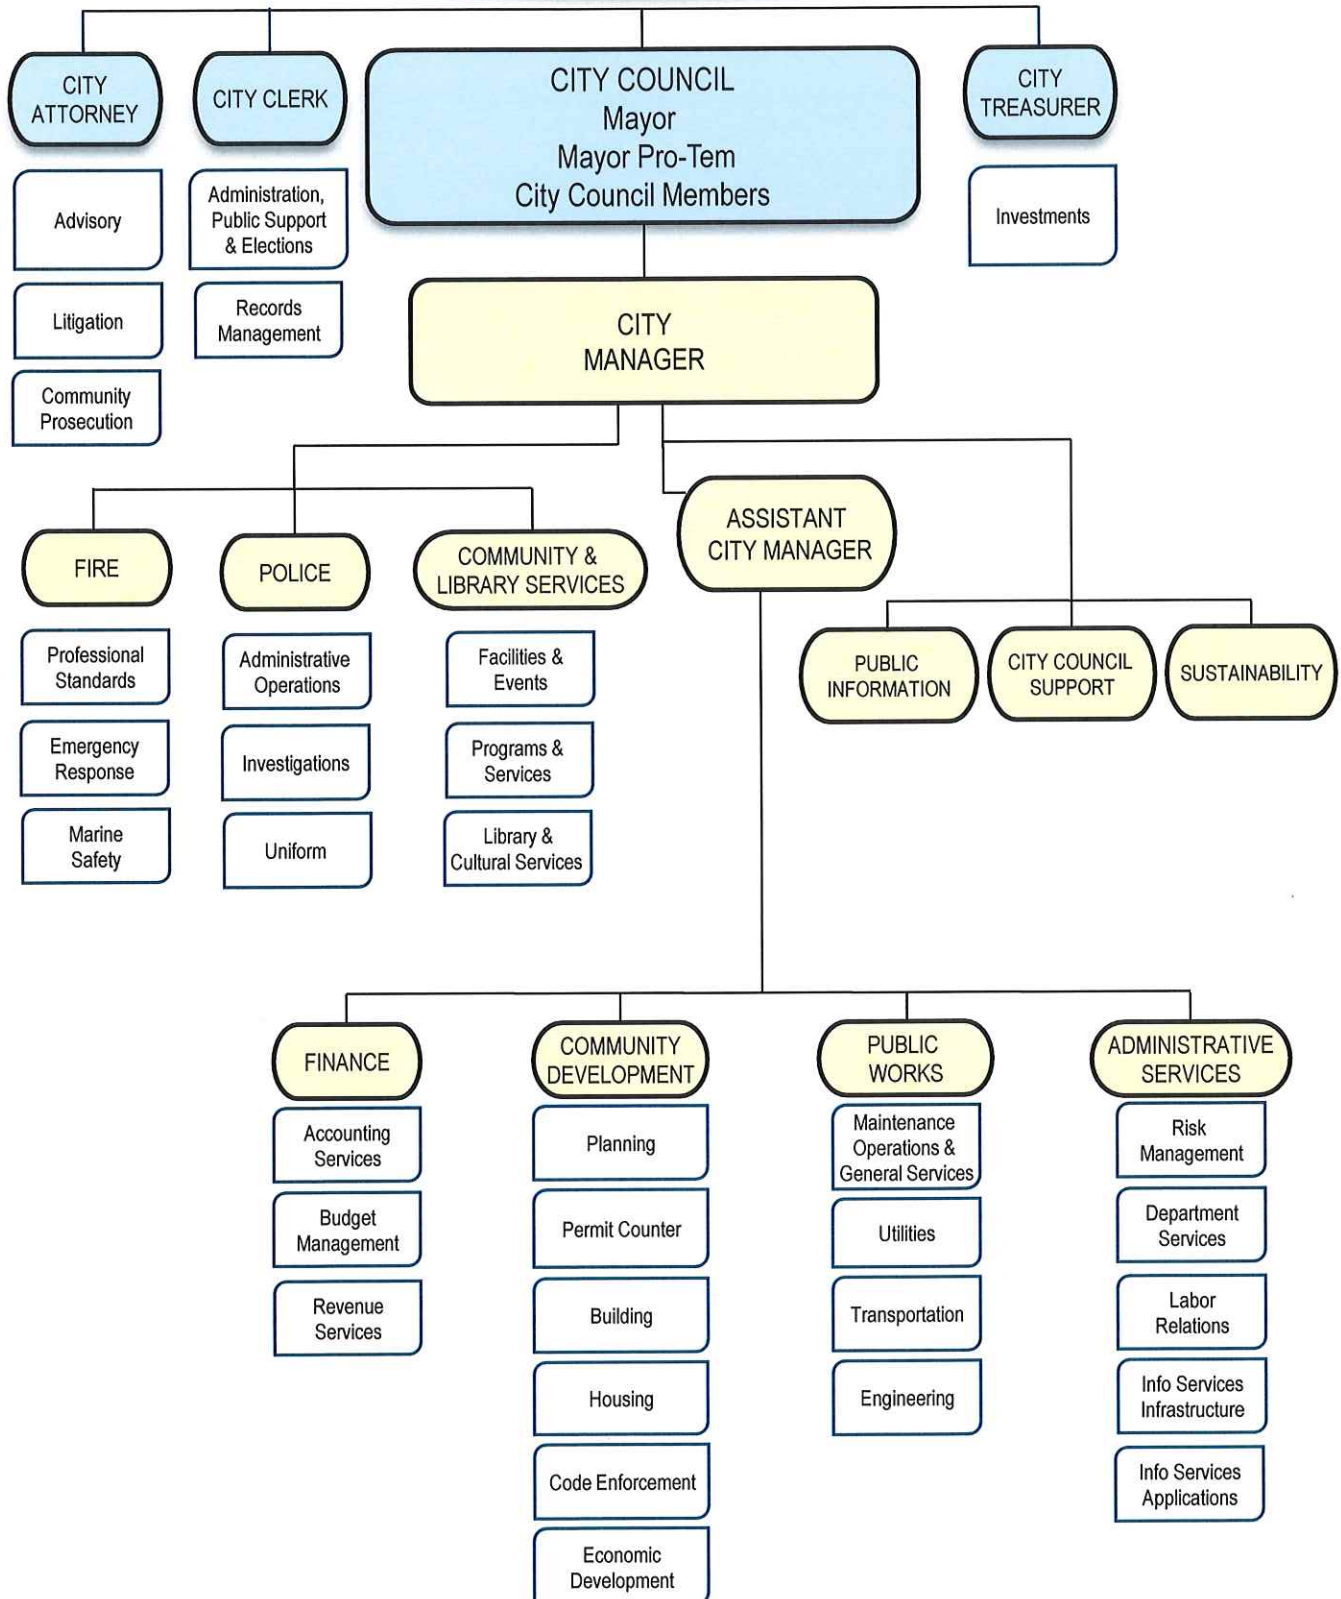 CITY
ATTORNEY
CITY CLERK
CITY COUNCIL
Mayor
Mayor Pro-Tem
City Council Members
CITY
TREASURER
Advisory
Litigation
Community
Prosecution
Administration,
Public Support
& Elections
Records
Management
Investments
CITY
MANAGER
FIRE
POLICE
COMMUNITY &
LIBRARY SERVICES
ASSISTANT
CITY MANAGER
PUBLIC
INFORMATION
CITY COUNCIL
SUPPORT
SUSTAINABILITY
Professional
Standards
Emergency
Response
Marine
Safety
Administrative
Operations
Investigations
Uniform
Facilities &
Events
Programs &
Services
Library &
Cultural Services
FINANCE
COMMUNITY
DEVELOPMENT
PUBLIC
WORKS
ADMINISTRATIVE
SERVICES
Accounting
Services
Budget
Management
Revenue
Services
Planning
Permit Counter
Building
Housing
Code Enforcement
Economic
Development
Maintenance
Operations &
General Services
Utilities
Transportation
Engineering
Risk
Management
Department
Services
Labor
Relations
Info Services
Infrastructure
Info Services
Applications